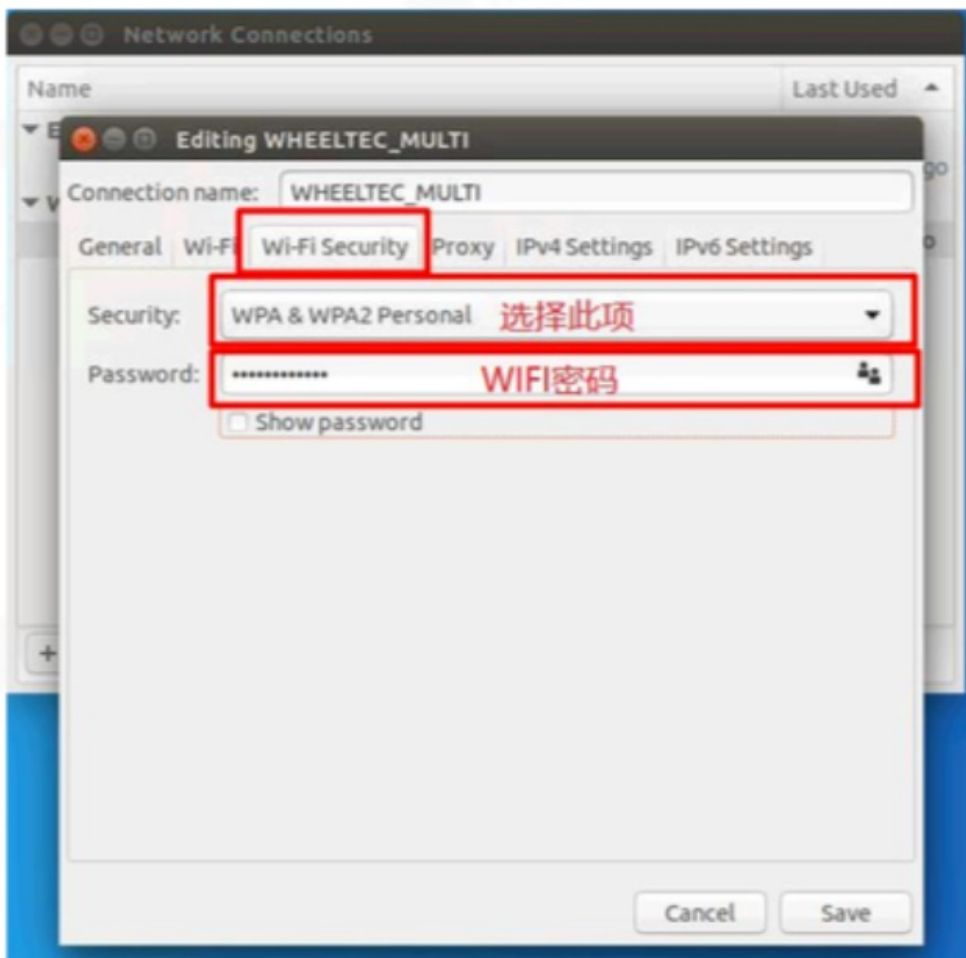 Network Connections
Name Last Used
Editing WHEELTEC_MULTI
Connection name: WHEELTEC_MULTI
General Wi-Fi Wi-Fi Security Proxy IPv4 Settings IPv6 Settings
Security: WPA & WPA2 Personal 选择此项
Password: •••••••••••• WIFI密码
Show password
Cancel Save